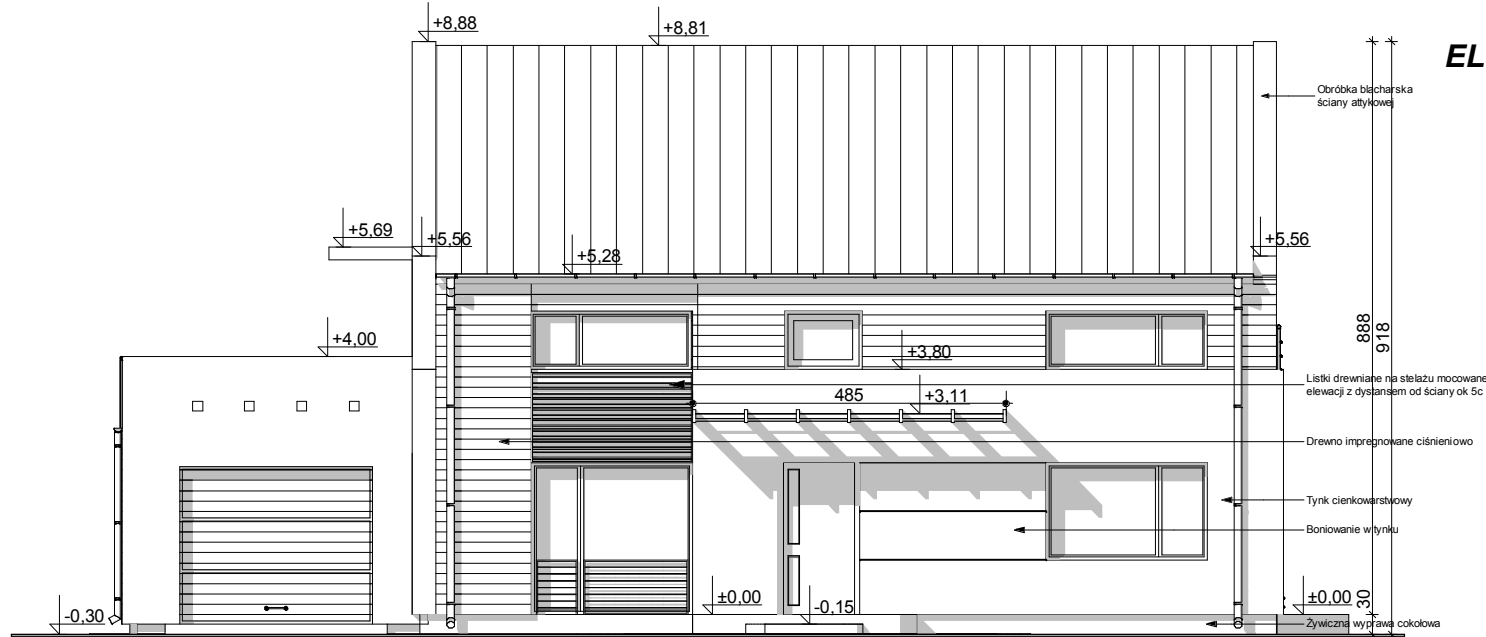 +8,88
+8,81
EL
Obróbka blacharska
ściany attykowej
+5,69
+5,56
+5,28
+5,56
+4,00
+3,80
888
918
Listki drewniane na stelażu mocowane
elewacji z dystansem od ściany ok 5c
485
+3,11
Drewno impregnowane ciśnieniowo
Tynk cienkowarstwowy
Boniowanie w tynku
-0,30
±0,00
-0,15
±0,00
30
Żywiczna wyprawa cokołowa